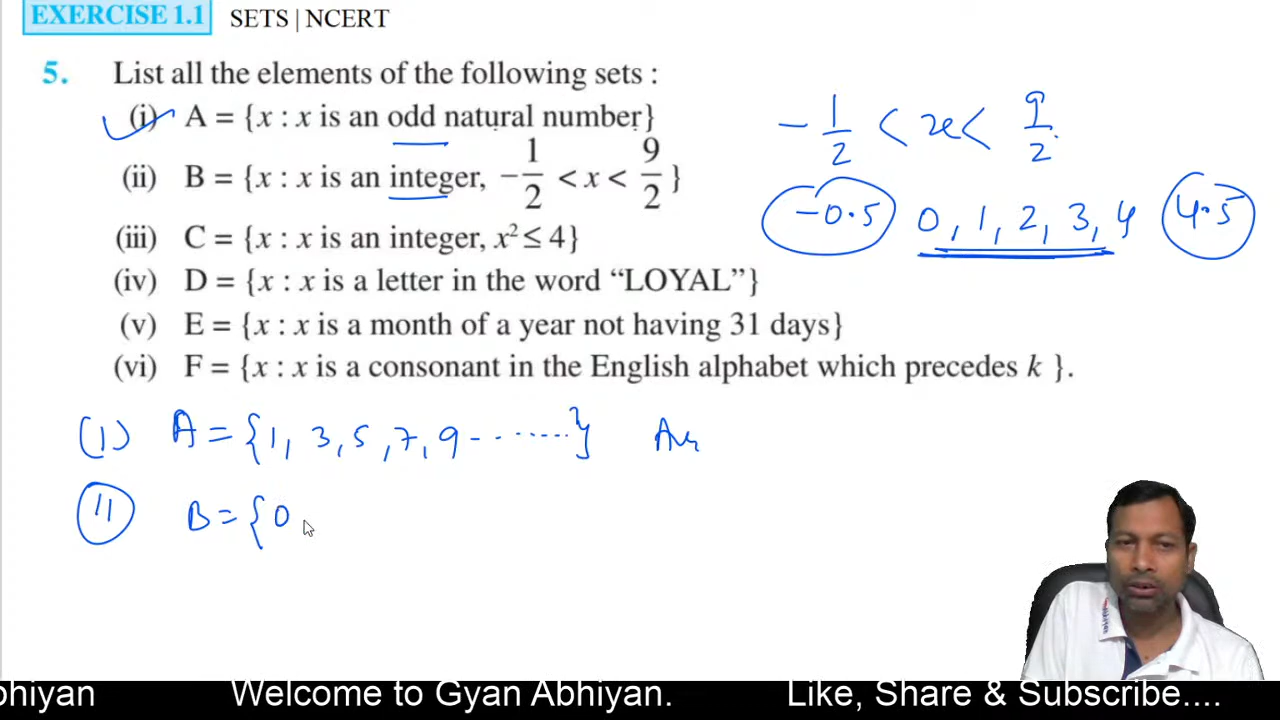 EXERCISE 1.1 SETS | NCERT
5. List all the elements of the following sets :
(i) A = {x : x is an odd natural number}
(ii) B = {x : x is an integer, −1/2 < x < 9/2 }
(iii) C = {x : x is an integer, x² ≤ 4}
(iv) D = {x : x is a letter in the word “LOYAL”}
(v) E = {x : x is a month of a year not having 31 days}
(vi) F = {x : x is a consonant in the English alphabet which precedes k }.
−1/2 < x < 9/2
−0.5 0, 1, 2, 3, 4 4.5
(1) A = {1, 3, 5, 7, 9 - - ......} Ans
(11) B = {0
bhiyan Welcome to Gyan Abhiyan. Like, Share & Subscribe....